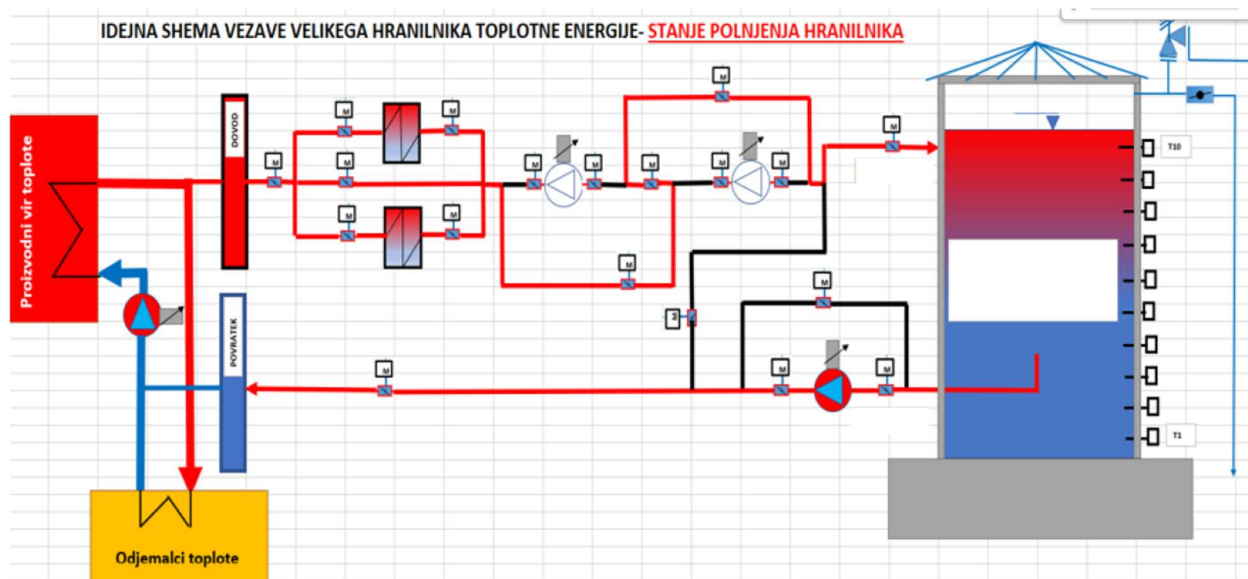 IDEJNA SHEMA VEZAVE VELIKEGA HRANILNIKA TOPLOTNE ENERGIJE- STANJE POLNJENJA HRANILNIKA
M
M
M
DOVOD
M
M
M
M
M
M
M
M
M
M
M
T10
Proizvodni vir toplote
M
M
M
POVRATEK
M
M
M
T1
Odjemalci toplote